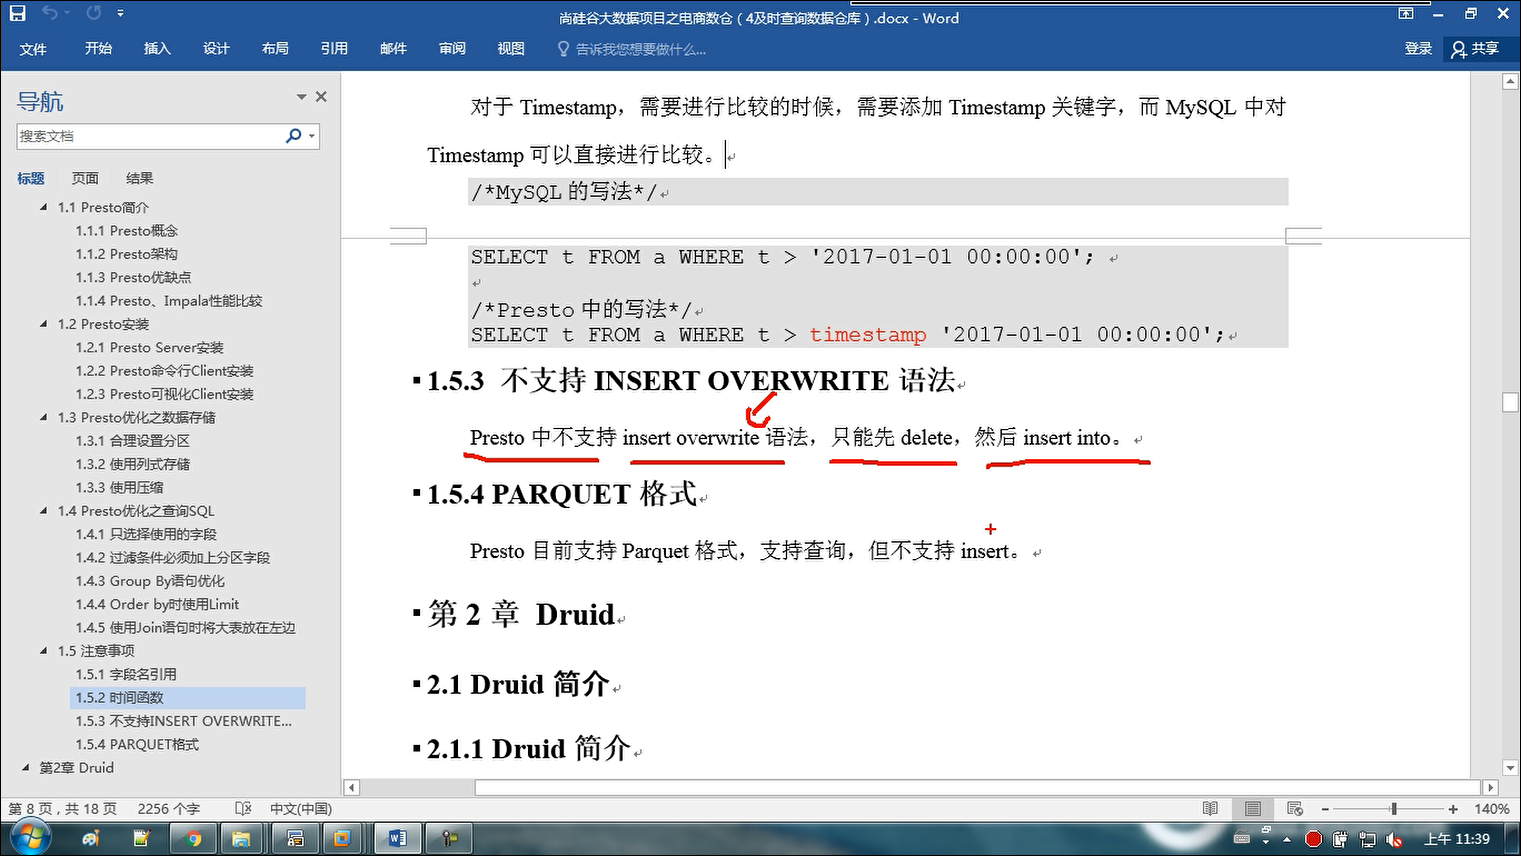 尚硅谷大数据项目之电商数仓（4及时查询数据仓库）.docx - Word
文件 开始 插入 设计 布局 引用 邮件 审阅 视图 告诉我您想要做什么... 登录 共享
导航
搜索文档
标题 页面 结果
1.1 Presto简介
1.1.1 Presto概念
1.1.2 Presto架构
1.1.3 Presto优缺点
1.1.4 Presto、Impala性能比较
1.2 Presto安装
1.2.1 Presto Server安装
1.2.2 Presto命令行Client安装
1.2.3 Presto可视化Client安装
1.3 Presto优化之数据存储
1.3.1 合理设置分区
1.3.2 使用列式存储
1.3.3 使用压缩
1.4 Presto优化之查询SQL
1.4.1 只选择使用的字段
1.4.2 过滤条件必须加上分区字段
1.4.3 Group By语句优化
1.4.4 Order by时使用Limit
1.4.5 使用Join语句时将大表放在左边
1.5 注意事项
1.5.1 字段名引用
1.5.2 时间函数
1.5.3 不支持INSERT OVERWRITE...
1.5.4 PARQUET格式
第2章 Druid
对于 Timestamp，需要进行比较的时候，需要添加 Timestamp 关键字，而 MySQL 中对
Timestamp 可以直接进行比较。
/*MySQL 的写法*/
SELECT t FROM a WHERE t > '2017-01-01 00:00:00';
/*Presto 中的写法*/
SELECT t FROM a WHERE t > timestamp '2017-01-01 00:00:00';
1.5.3 不支持 INSERT OVERWRITE 语法
Presto 中不支持 insert overwrite 语法，只能先 delete，然后 insert into。
1.5.4 PARQUET 格式
Presto 目前支持 Parquet 格式，支持查询，但不支持 insert。
第 2 章 Druid
2.1 Druid 简介
2.1.1 Druid 简介
第 8 页，共 18 页 2256 个字 中文(中国) 140%
上午 11:39